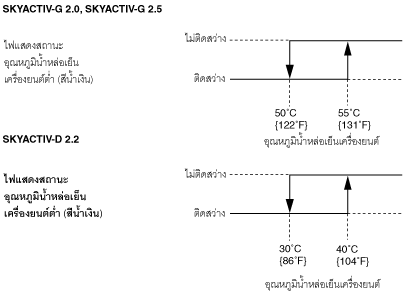 SKYACTIV-G 2.0, SKYACTIV-G 2.5
ไฟแสดงสถานะ
อุณหภูมิน้ำหล่อเย็น
เครื่องยนต์ต่ำ (สีน้ำเงิน)
ไม่ติดสว่าง
ติดสว่าง
50˚C
{122˚F}
55˚C
{131˚F}
อุณหภูมิน้ำหล่อเย็นเครื่องยนต์
SKYACTIV-D 2.2
ไฟแสดงสถานะ
อุณหภูมิน้ำหล่อเย็น
เครื่องยนต์ต่ำ (สีน้ำเงิน)
ไม่ติดสว่าง
ติดสว่าง
30˚C
{86˚F}
40˚C
{104˚F}
อุณหภูมิน้ำหล่อเย็นเครื่องยนต์